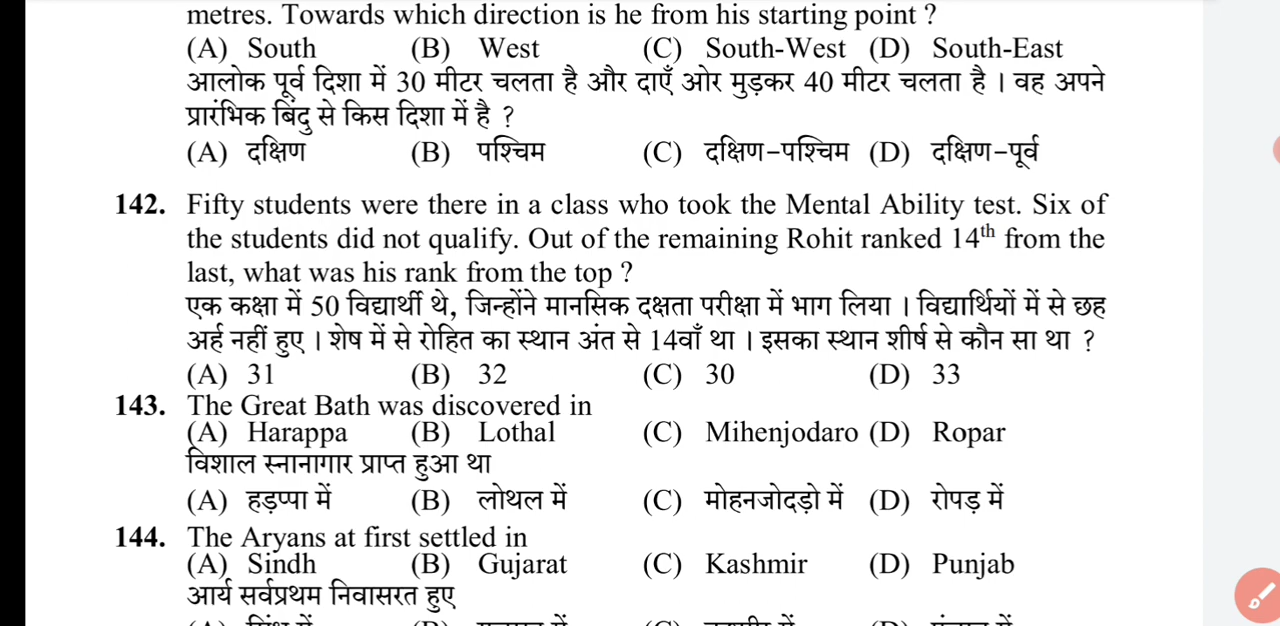 metres. Towards which direction is he from his starting point ?
(A) South (B) West (C) South-West (D) South-East
आलोक पूर्व दिशा में 30 मीटर चलता है और दाएँ ओर मुड़कर 40 मीटर चलता है । वह अपने
प्रारंभिक बिंदु से किस दिशा में है ?
(A) दक्षिण (B) पश्चिम (C) दक्षिण-पश्चिम (D) दक्षिण-पूर्व
142. Fifty students were there in a class who took the Mental Ability test. Six of
the students did not qualify. Out of the remaining Rohit ranked 14th from the
last, what was his rank from the top ?
एक कक्षा में 50 विद्यार्थी थे, जिन्होंने मानसिक दक्षता परीक्षा में भाग लिया । विद्यार्थियों में से छह
अर्ह नहीं हुए । शेष में से रोहित का स्थान अंत से 14वाँ था । इसका स्थान शीर्ष से कौन सा था ?
(A) 31 (B) 32 (C) 30 (D) 33
143. The Great Bath was discovered in
(A) Harappa (B) Lothal (C) Mihenjodaro (D) Ropar
विशाल स्नानागार प्राप्त हुआ था
(A) हड़प्पा में (B) लोथल में (C) मोहनजोदड़ो में (D) रोपड़ में
144. The Aryans at first settled in
(A) Sindh (B) Gujarat (C) Kashmir (D) Punjab
आर्य सर्वप्रथम निवासरत हुए